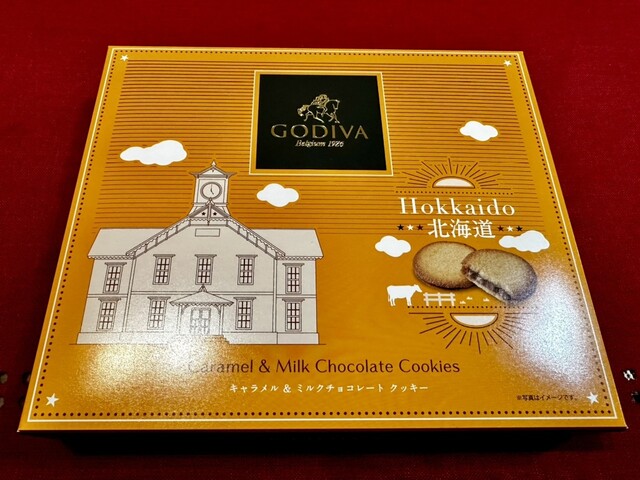 GODIVA
Belgium 1926
Hokkaido
北海道
Caramel & Milk Chocolate Cookies
キャラメル & ミルクチョコレート クッキー
※写真はイメージです。